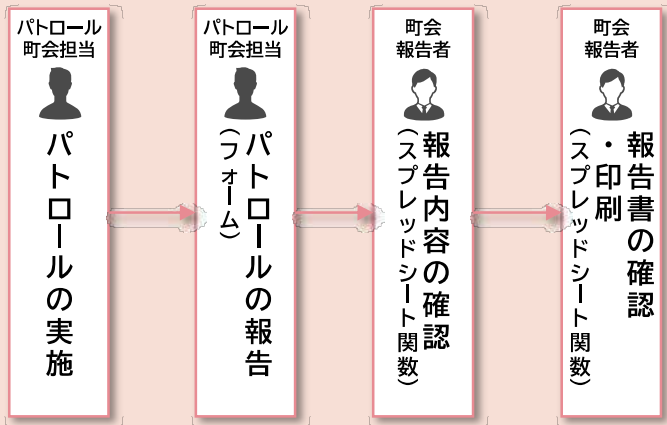 パトロール
町会担当
パトロールの実施
パトロール
町会担当
パトロールの報告
(フォーム)
町会
報告者
報告内容の確認
(スプレッドシート関数)
町会
報告者
報告書の確認
・印刷
(スプレッドシート関数)